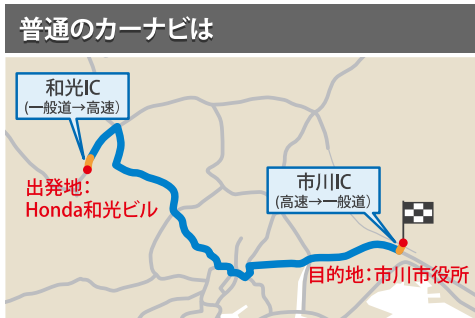 普通のカーナビは
和光IC
(一般道→高速)
出発地：
Honda和光ビル
市川IC
(高速→一般道)
目的地：市川市役所